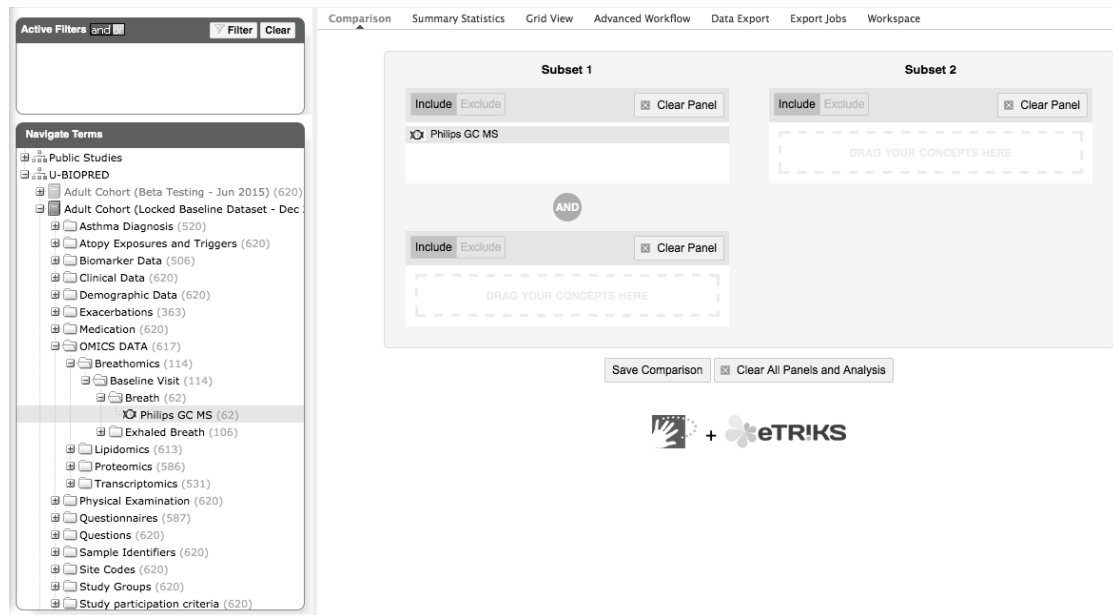 Active Filters and or Filter Clear
Navigate Terms
Public Studies
U-BIOPRED
Adult Cohort (Beta Testing - Jun 2015) (620)
Adult Cohort (Locked Baseline Dataset - Dec
Asthma Diagnosis (520)
Atopy Exposures and Triggers (620)
Biomarker Data (506)
Clinical Data (620)
Demographic Data (620)
Exacerbations (363)
Medication (620)
OMICS DATA (617)
Breathomics (114)
Baseline Visit (114)
Breath (62)
Philips GC MS (62)
Exhaled Breath (106)
Lipidomics (613)
Proteomics (586)
Transcriptomics (531)
Physical Examination (620)
Questionnaires (587)
Questions (620)
Sample Identifiers (620)
Site Codes (620)
Study Groups (620)
Study participation criteria (620)
Comparison Summary Statistics Grid View Advanced Workflow Data Export Export Jobs Workspace
Subset 1
Include Exclude Clear Panel
Philips GC MS
AND
Include Exclude Clear Panel
DRAG YOUR CONCEPTS HERE
Subset 2
Include Exclude Clear Panel
DRAG YOUR CONCEPTS HERE
Save Comparison Clear All Panels and Analysis
+ eTRIKS